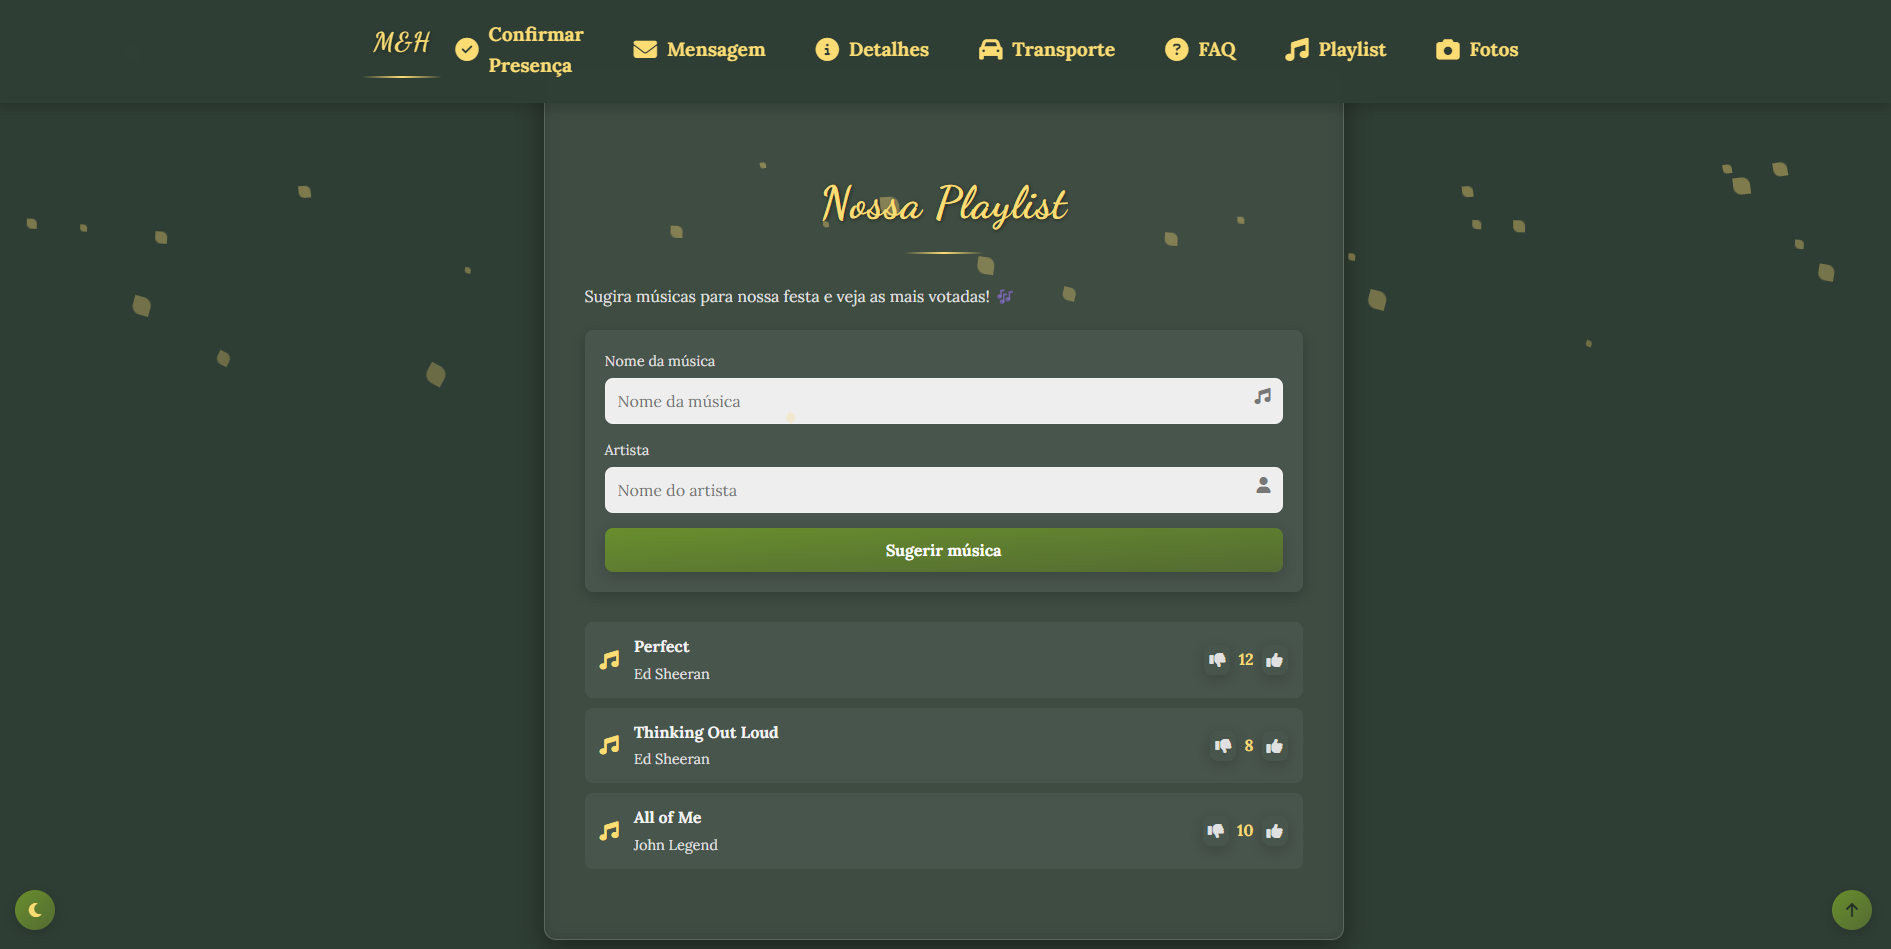 M&H
Confirmar
Presença
Mensagem
Detalhes
Transporte
FAQ
Playlist
Fotos
Nossa Playlist
Sugira músicas para nossa festa e veja as mais votadas! 🎶
Nome da música
Nome da música
Artista
Nome do artista
Sugerir música
Perfect
Ed Sheeran
12
Thinking Out Loud
Ed Sheeran
8
All of Me
John Legend
10